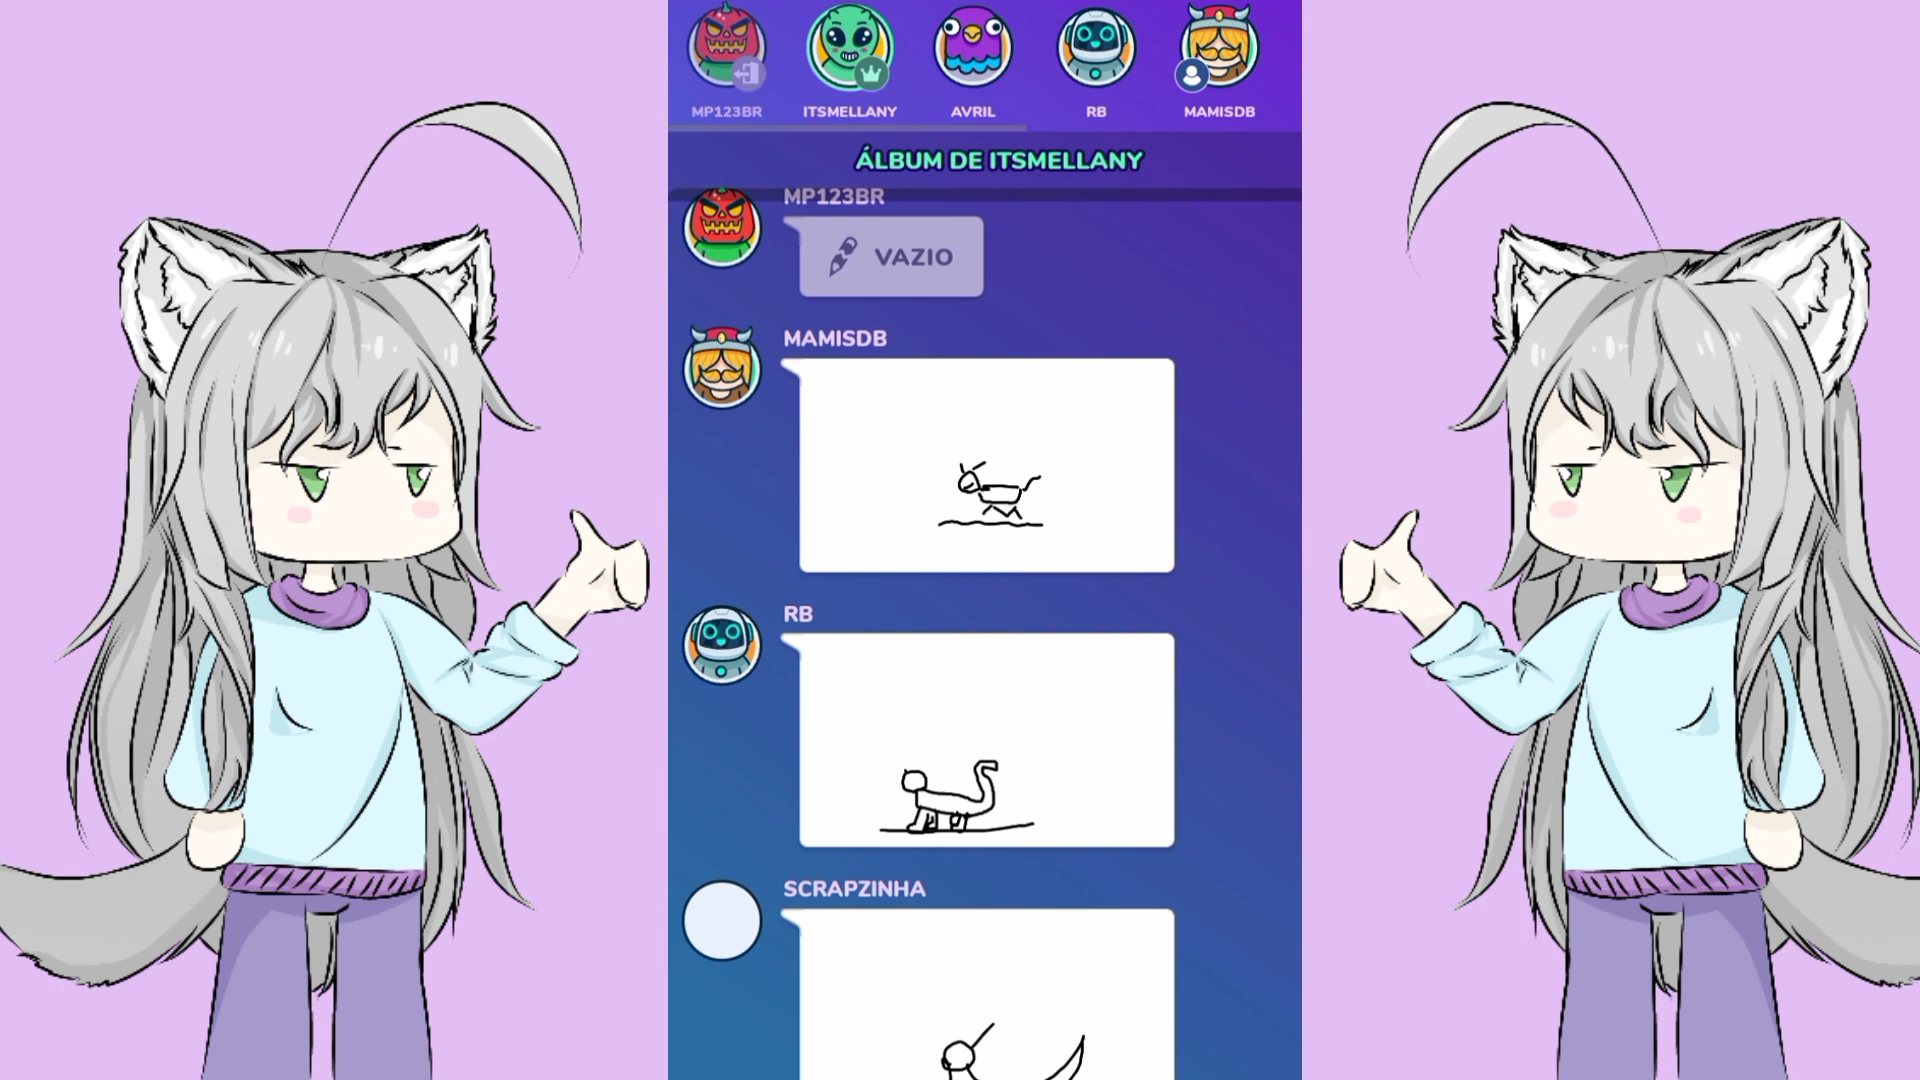 MP123BR
ITSMELLANY
AVRIL
RB
MAMISDB
ÁLBUM DE ITSMELLANY
MP123BR
VAZIO
MAMISDB
RB
SCRAPZINHA